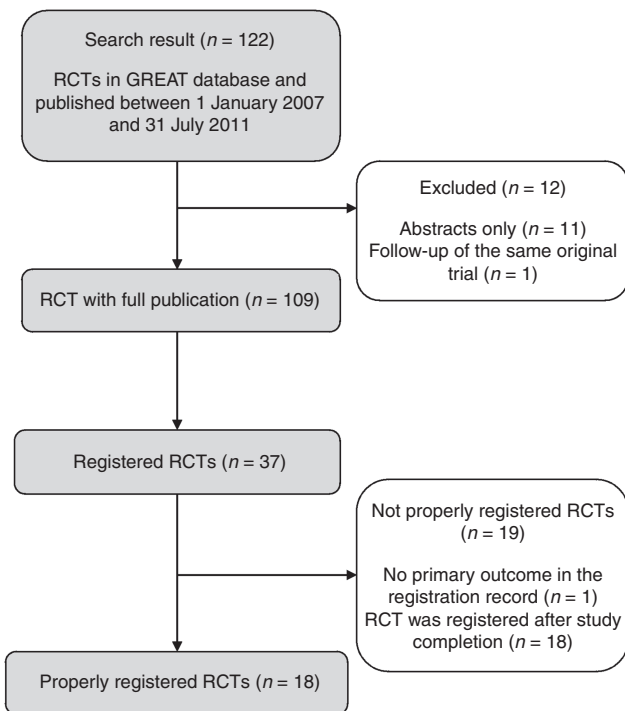 Search result (n = 122)
RCTs in GREAT database and
published between 1 January 2007
and 31 July 2011
Excluded (n = 12)
Abstracts only (n = 11)
Follow-up of the same original
trial (n = 1)
RCT with full publication (n = 109)
Registered RCTs (n = 37)
Not properly registered RCTs
(n = 19)
No primary outcome in the
registration record (n = 1)
RCT was registered after study
completion (n = 18)
Properly registered RCTs (n = 18)